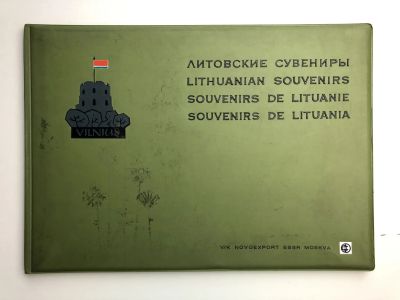 ЛИТОВСКИЕ СУВЕНИРЫ
LITHUANIAN SOUVENIRS
SOUVENIRS DE LITUANIE
SOUVENIRS DE LITUANIA
VILNIUS
V/K NOVOEXPORT SSSR MOSKVA